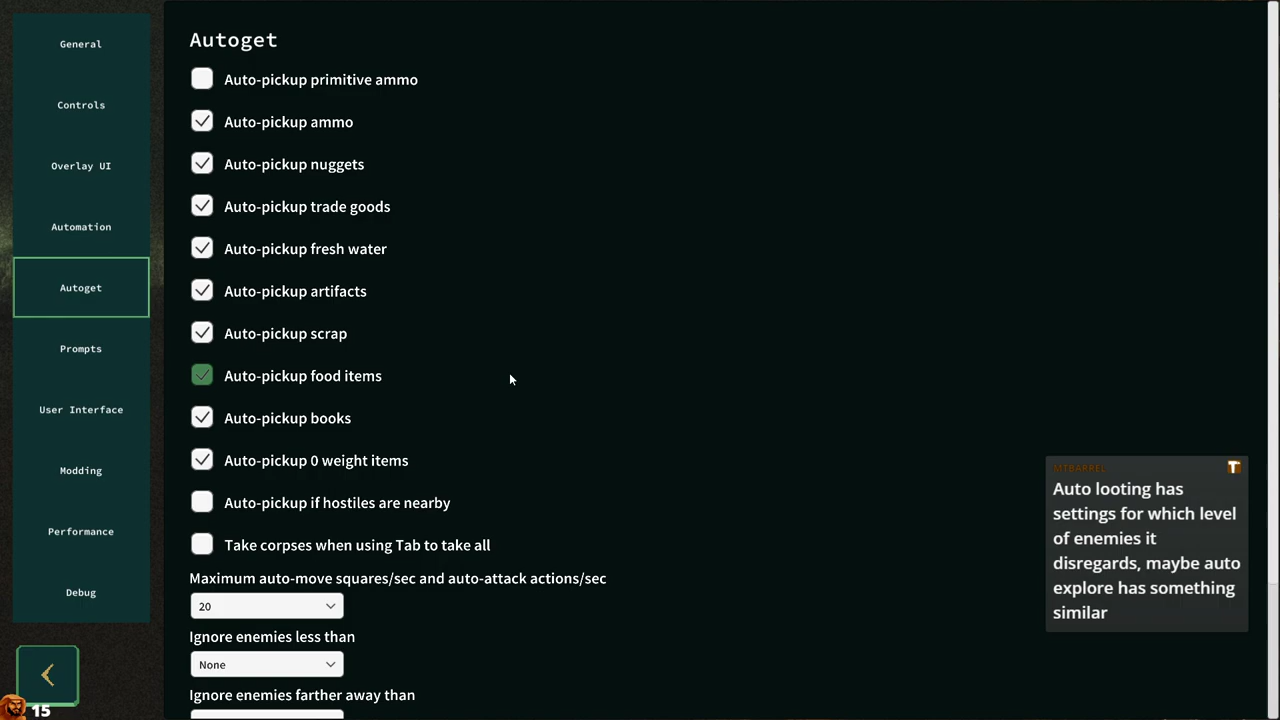 General
Controls
Overlay UI
Automation
Autoget
Prompts
User Interface
Modding
Performance
Debug
15
Autoget
Auto-pickup primitive ammo
Auto-pickup ammo
Auto-pickup nuggets
Auto-pickup trade goods
Auto-pickup fresh water
Auto-pickup artifacts
Auto-pickup scrap
Auto-pickup food items
Auto-pickup books
Auto-pickup 0 weight items
Auto-pickup if hostiles are nearby
Take corpses when using Tab to take all
Maximum auto-move squares/sec and auto-attack actions/sec
20
Ignore enemies less than
None
Ignore enemies farther away than
MTBARREL
Auto looting has
settings for which level
of enemies it
disregards, maybe auto
explore has something
similar